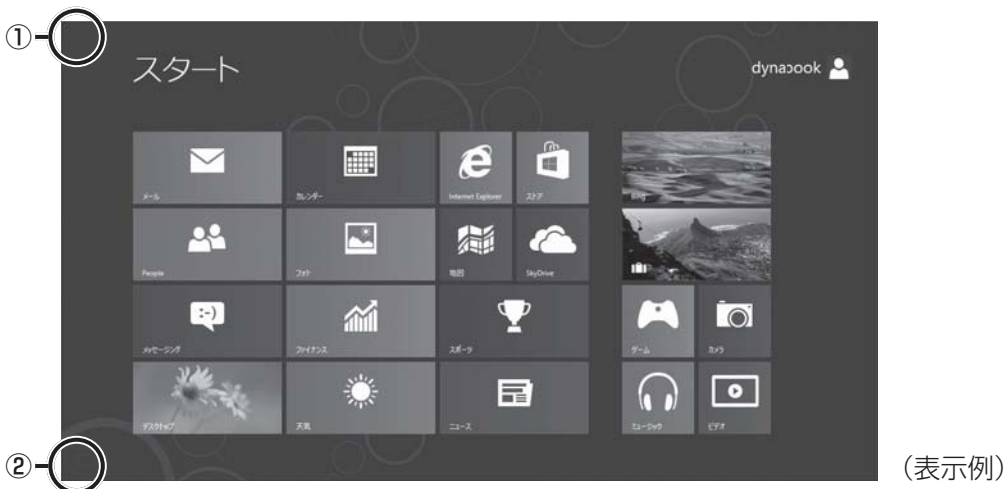 ①
スタート
dynabook
メール
カレンダー
Internet Explorer
ストア
Bing
People
フォト
地図
SkyDrive
メッセージング
ファイナンス
スポーツ
ゲーム
カメラ
デスクトップ
天気
ニュース
ミュージック
ビデオ
②
(表示例)